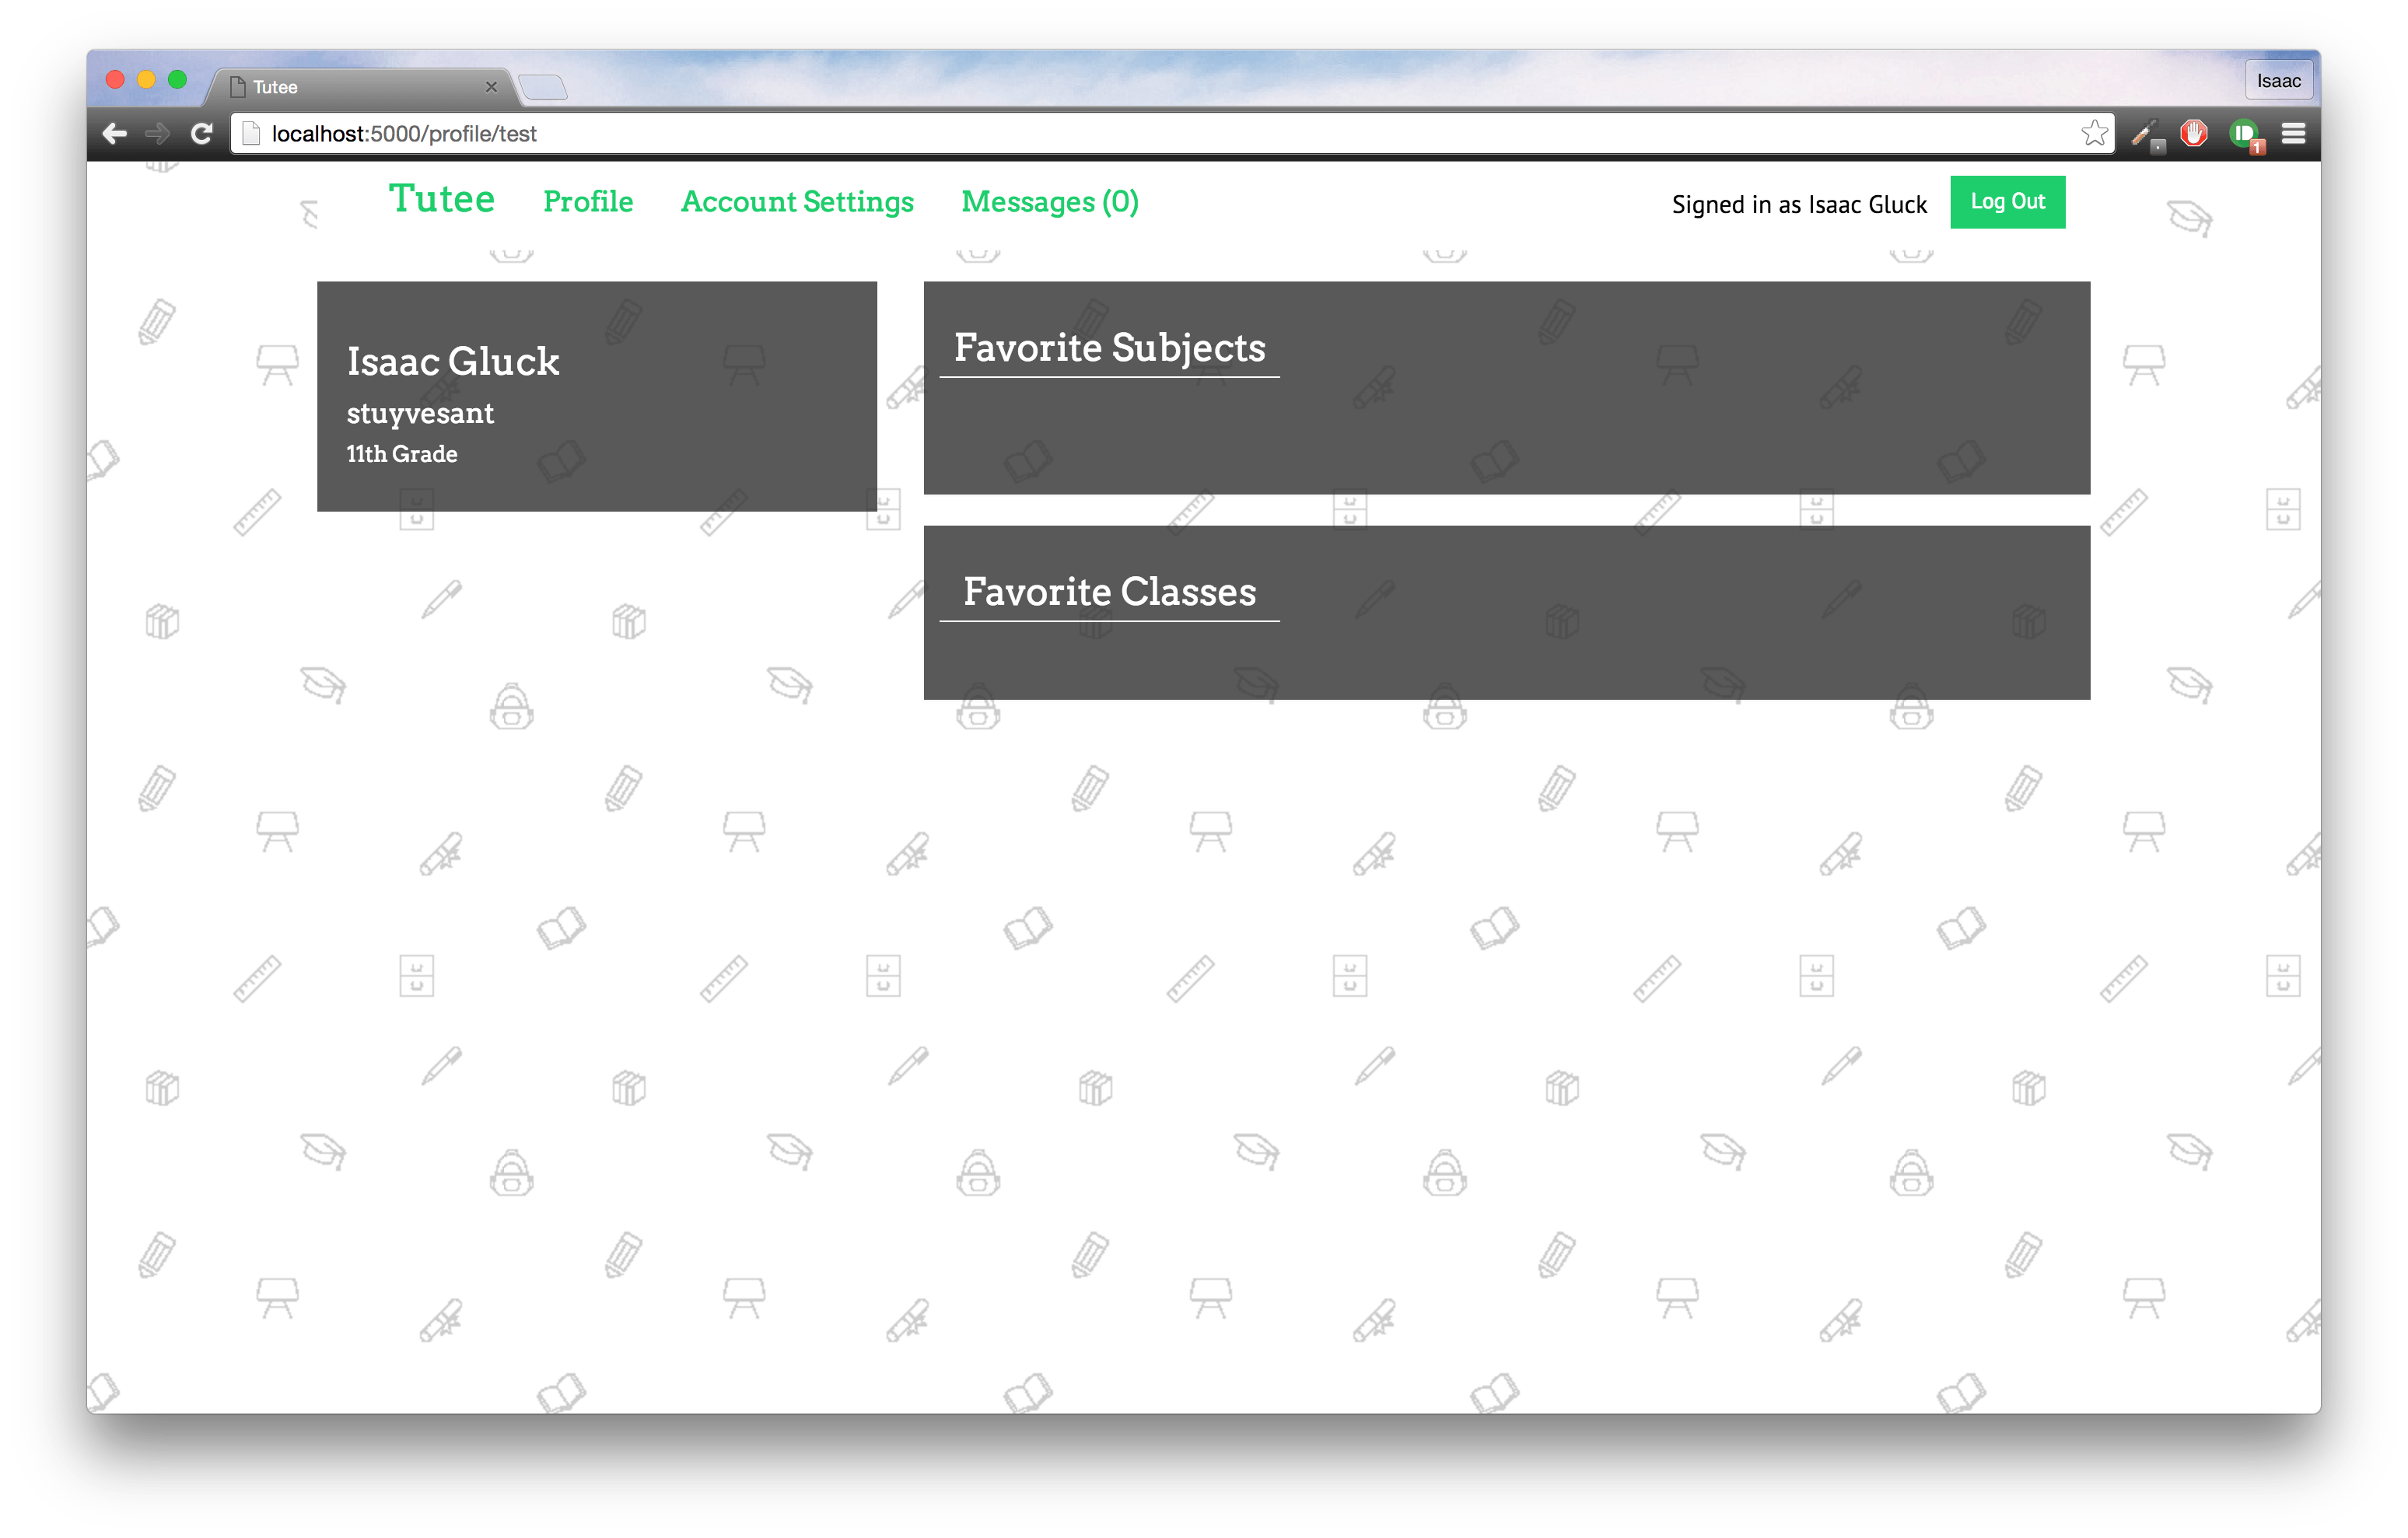 Tutee
Isaac
localhost:5000/profile/test
1
Tutee Profile Account Settings Messages (0) Signed in as Isaac Gluck Log Out
Isaac Gluck
stuyvesant
11th Grade
Favorite Subjects
Favorite Classes